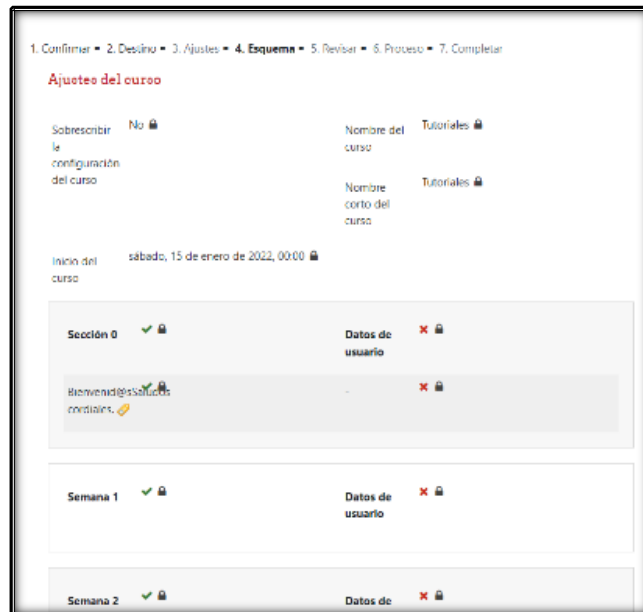 1. Confirmar ► 2. Destino ► 3. Ajustes ► 4. Esquema ► 5. Revisar ► 6. Proceso ► 7. Completar
Ajustes del curso
Sobrescribir la configuración del curso
No
Nombre del curso
Tutoriales
Nombre corto del curso
Tutoriales
Inicio del curso
sábado, 15 de enero de 2022, 00:00
Sección 0
Datos de usuario
Bienvenid@sSaludos cordiales.
-
Semana 1
Datos de usuario
Semana 2
Datos de